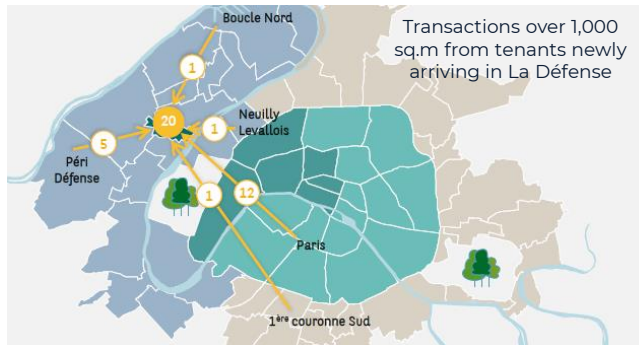 Boucle Nord
Transactions over 1,000
sq.m from tenants newly
arriving in La Défense
1
20
Neuilly
Levallois
1
5
Péri
Défense
1
12
Paris
1ère couronne Sud